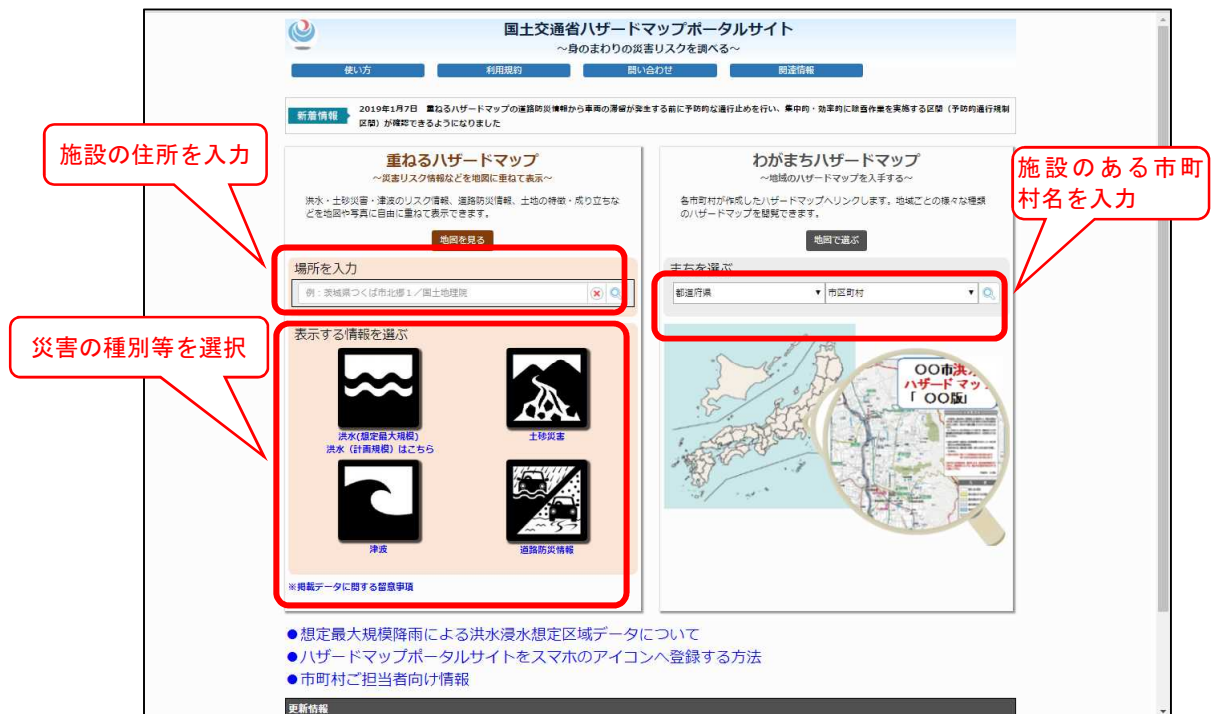 国土交通省ハザードマップポータルサイト
～身のまわりの災害リスクを調べる～
使い方
利用規約
問い合わせ
関連情報
新着情報
2019年1月7日 重ねるハザードマップの道路防災情報から車両の滞留が発生する前に予防的な通行止めを行い、集中的・効率的に除雪作業を実施する区間（予防的通行規制
区間）が確認できるようになりました
施設の住所を入力
重ねるハザードマップ
～災害リスク情報などを地図に重ねて表示～
洪水・土砂災害・津波のリスク情報、道路防災情報、土地の特徴・成り立ちな
どを地図や写真に自由に重ねて表示できます。
地図を見る
場所を入力
例：茨城県つくば市北郷１／国土地理院
災害の種別等を選択
表示する情報を選ぶ
洪水(想定最大規模)
洪水（計画規模）はこちら
土砂災害
津波
道路防災情報
※掲載データに関する留意事項
わがまちハザードマップ
～地域のハザードマップを入手する～
各市町村が作成したハザードマップへリンクします。地域ごとの様々な種類
のハザードマップを閲覧できます。
地図で選ぶ
施設のある市町
村名を入力
まちを選ぶ
都道府県
市区町村
〇〇市洪水
ハザードマップ
「 〇〇版」
●想定最大規模降雨による洪水浸水想定区域データについて
●ハザードマップポータルサイトをスマホのアイコンへ登録する方法
●市町村ご担当者向け情報
更新情報